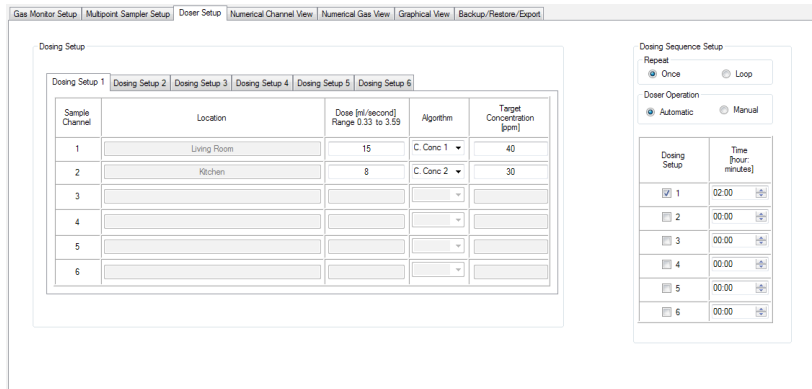 Gas Monitor Setup Multipoint Sampler Setup Doser Setup Numerical Channel View Numerical Gas View Graphical View Backup/Restore/Export
Dosing Setup
Dosing Setup 1 Dosing Setup 2 Dosing Setup 3 Dosing Setup 4 Dosing Setup 5 Dosing Setup 6
Sample Channel Location Dose [ml/second] Range 0.33 to 3.59 Algorithm Target Concentration [ppm]
1 Living Room 15 C. Conc 1 40
2 Kitchen 8 C. Conc 2 30
3
4
5
6
Dosing Sequence Setup
Repeat
Once Loop
Doser Operation
Automatic Manual
Dosing Setup Time [hour: minutes]
1 02:00
2 00:00
3 00:00
4 00:00
5 00:00
6 00:00